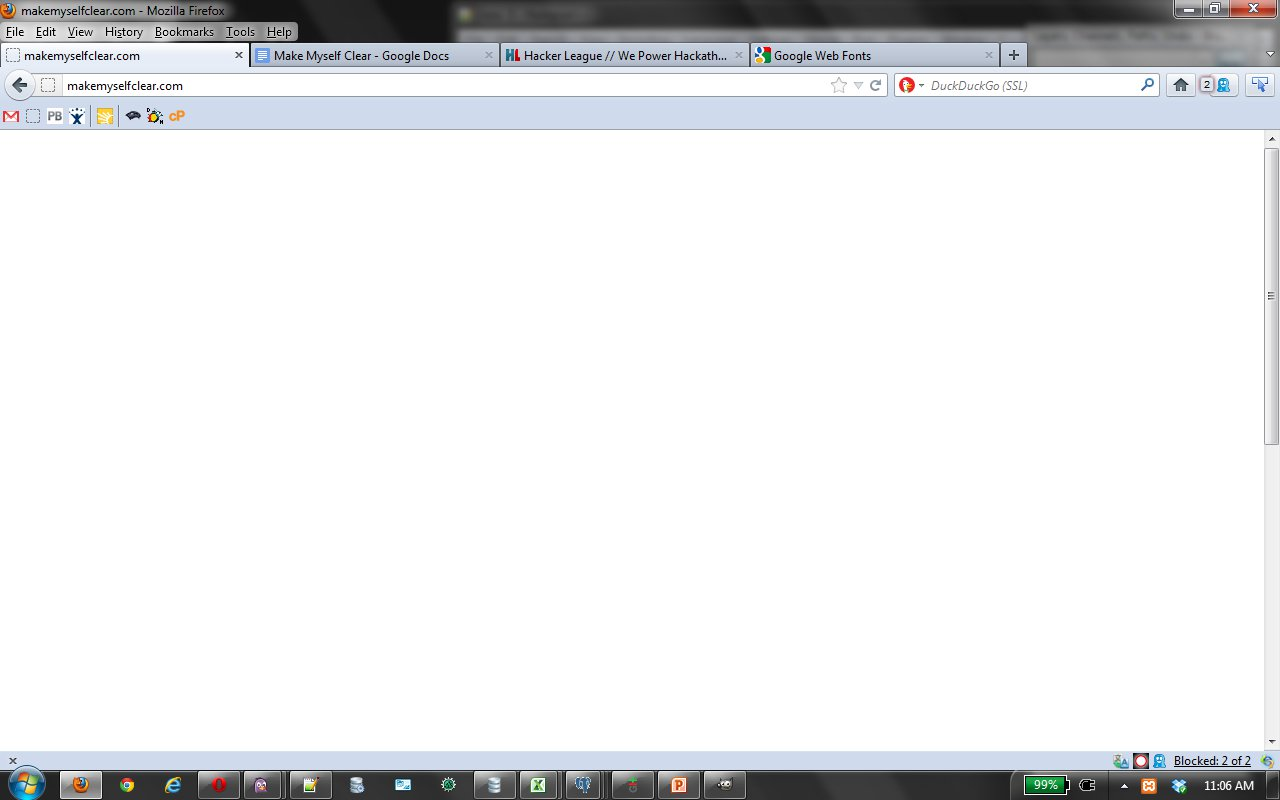 makemyselfclear.com - Mozilla Firefox
File Edit View History Bookmarks Tools Help
makemyselfclear.com Make Myself Clear - Google Docs HL Hacker League // We Power Hackath... Google Web Fonts
makemyselfclear.com DuckDuckGo (SSL) 2
PB cP
Blocked: 2 of 2
99% 11:06 AM